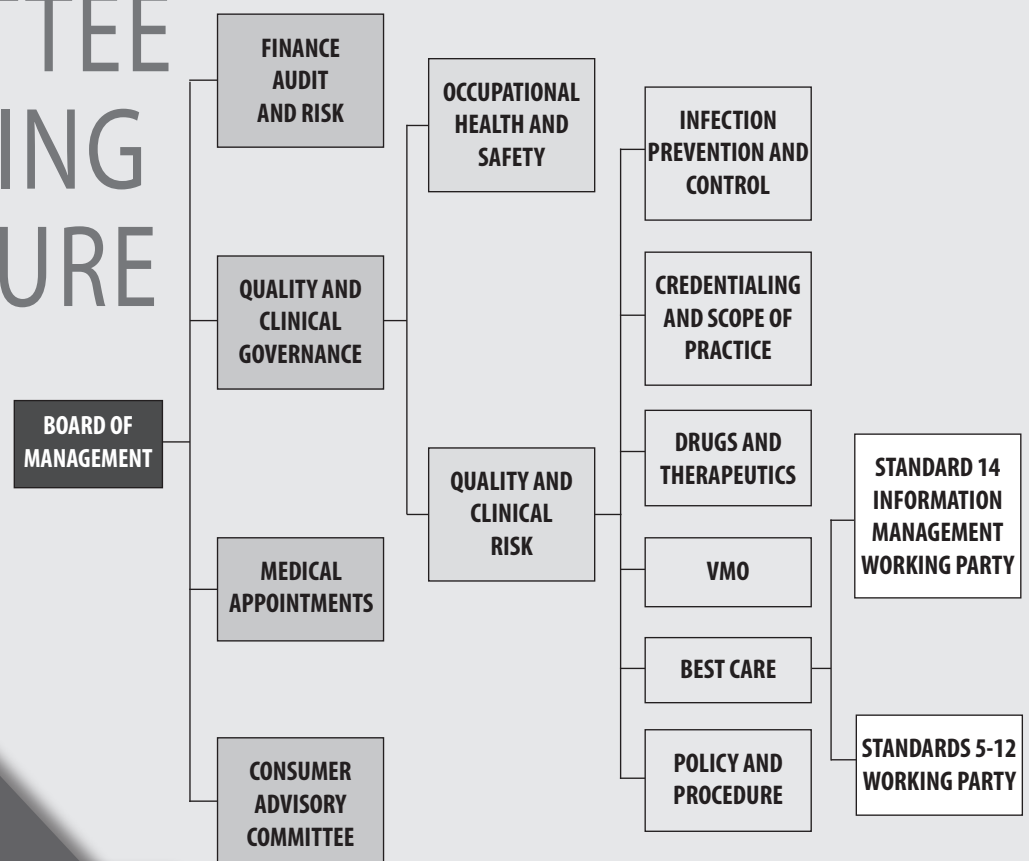 TTEE
ING
URE
BOARD OF
MANAGEMENT
FINANCE
AUDIT
AND RISK
QUALITY AND
CLINICAL
GOVERNANCE
MEDICAL
APPOINTMENTS
CONSUMER
ADVISORY
COMMITTEE
OCCUPATIONAL
HEALTH AND
SAFETY
QUALITY AND
CLINICAL
RISK
INFECTION
PREVENTION AND
CONTROL
CREDENTIALING
AND SCOPE OF
PRACTICE
DRUGS AND
THERAPEUTICS
VMO
BEST CARE
POLICY AND
PROCEDURE
STANDARD 14
INFORMATION
MANAGEMENT
WORKING PARTY
STANDARDS 5-12
WORKING PARTY